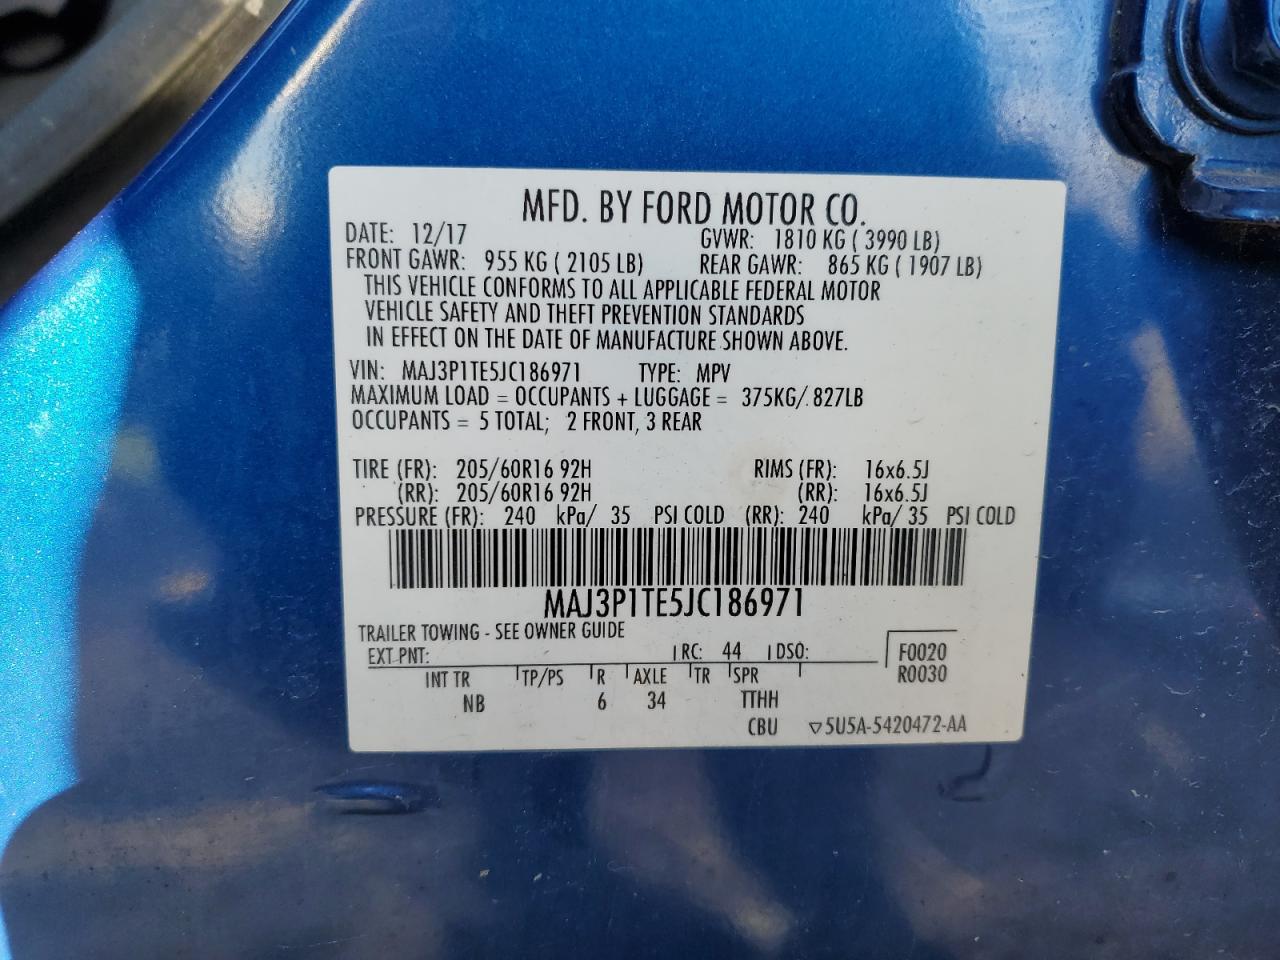 MFD. BY FORD MOTOR CO.
DATE: 12/17 GVWR: 1810 KG ( 3990 LB)
FRONT GAWR: 955 KG ( 2105 LB) REAR GAWR: 865 KG ( 1907 LB)
THIS VEHICLE CONFORMS TO ALL APPLICABLE FEDERAL MOTOR
VEHICLE SAFETY AND THEFT PREVENTION STANDARDS
IN EFFECT ON THE DATE OF MANUFACTURE SHOWN ABOVE.
VIN: MAJ3P1TE5JC186971 TYPE: MPV
MAXIMUM LOAD = OCCUPANTS + LUGGAGE = 375KG/ 827LB
OCCUPANTS = 5 TOTAL; 2 FRONT, 3 REAR
TIRE (FR): 205/60R16 92H RIMS (FR): 16x6.5J
(RR): 205/60R16 92H (RR): 16x6.5J
PRESSURE (FR): 240 kPa/ 35 PSI COLD (RR): 240 kPa/ 35 PSI COLD
MAJ3P1TE5JC186971
TRAILER TOWING - SEE OWNER GUIDE
EXT PNT: RC: 44 DSO: F0020
INT TR TP/PS R AXLE TR SPR R0030
NB 6 34 TTHH
CBU ▽5U5A-5420472-AA